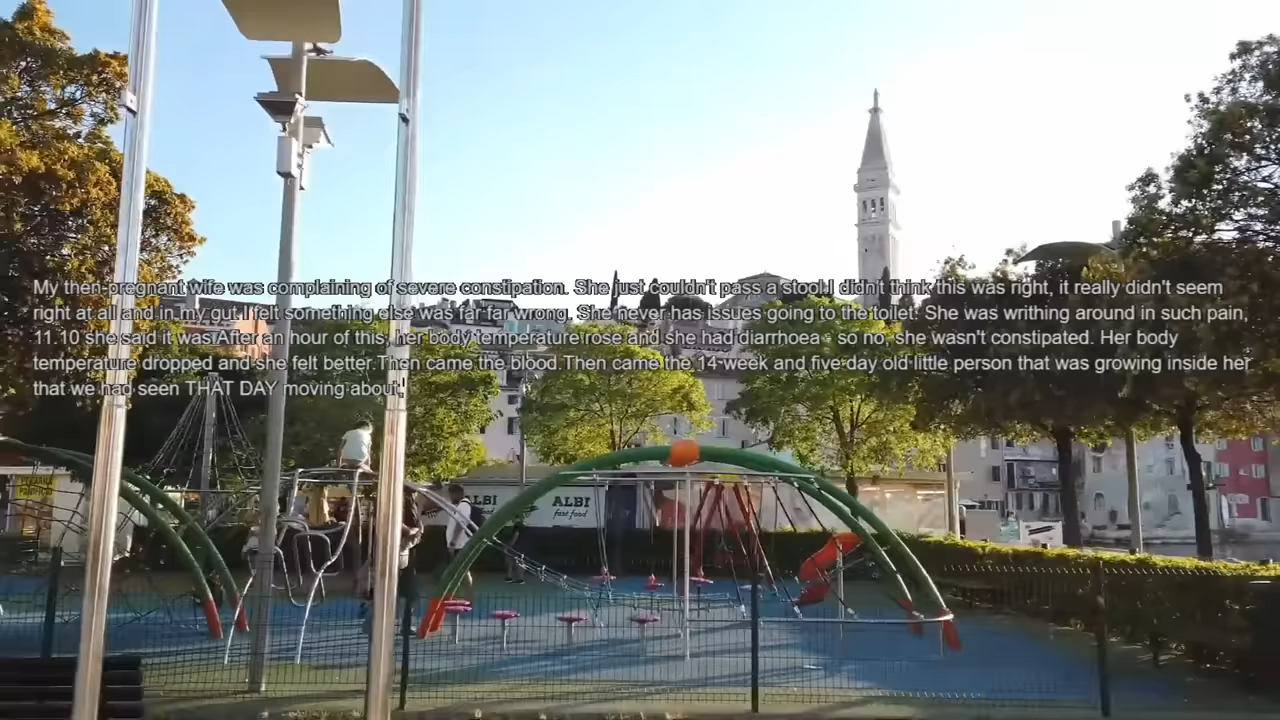 My then-pregnant wife was complaining of severe constipation. She just couldn't pass a stool.I didn't think this was right, it really didn't seem
right at all and in my gut I felt something else was far far wrong. She never has issues going to the toilet. She was writhing around in such pain,
11.10 she said it was.After an hour of this, her body temperature rose and she had diarrhoea - so no, she wasn't constipated. Her body
temperature dropped and she felt better.Then came the blood.Then came the 14 week and five day old little person that was growing inside her
that we had seen THAT DAY moving about.
ALBI
ALBI
fast food